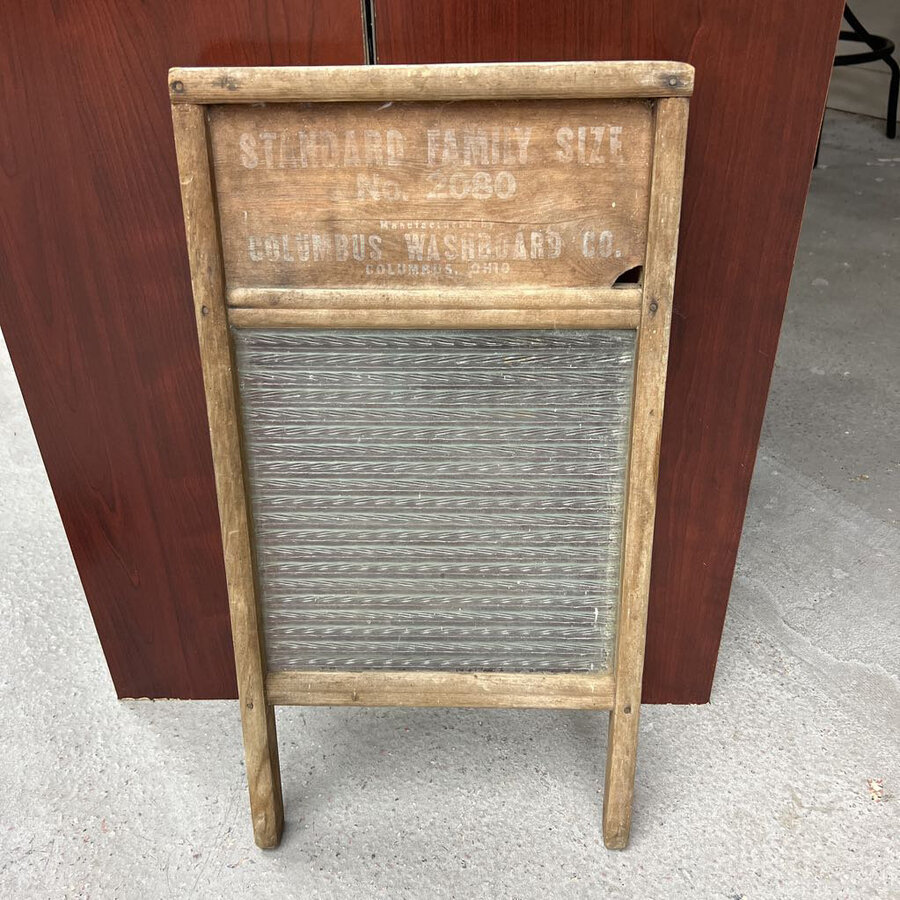 STANDARD FAMILY SIZE
No. 2080
Manufactured by
COLUMBUS WASHBOARD CO.
COLUMBUS, OHIO